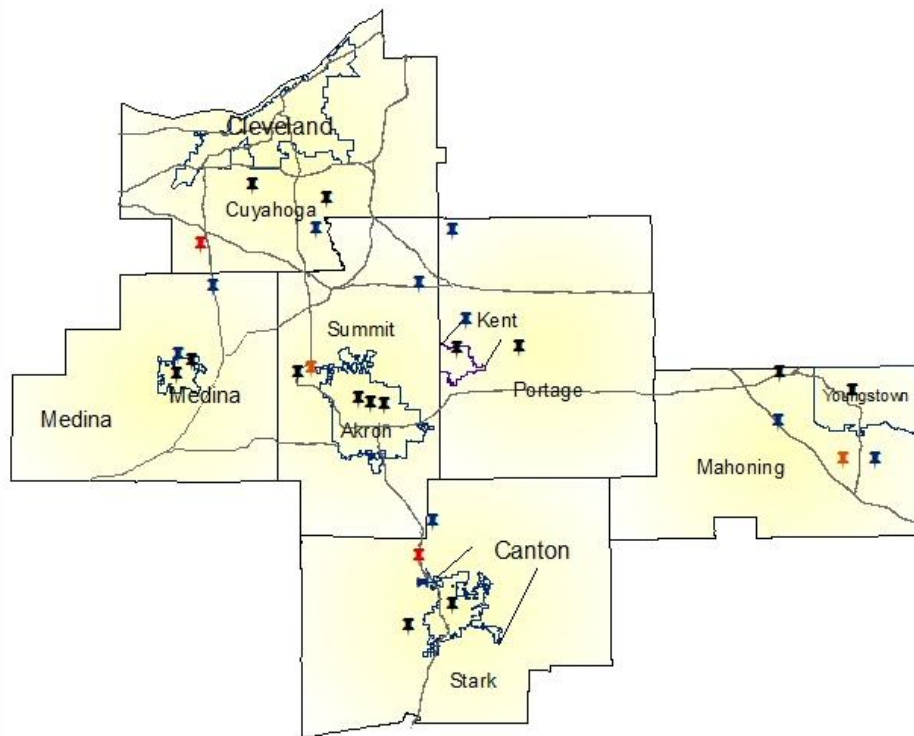 Cleveland
Cuyahoga
Summit
Kent
Medina
Medina
Portage
Youngstown
Akron
Mahoning
Canton
Stark